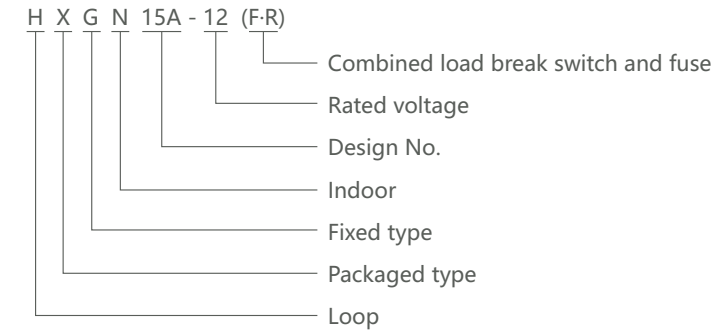 H X G N 15A - 12 (F·R)
Combined load break switch and fuse
Rated voltage
Design No.
Indoor
Fixed type
Packaged type
Loop